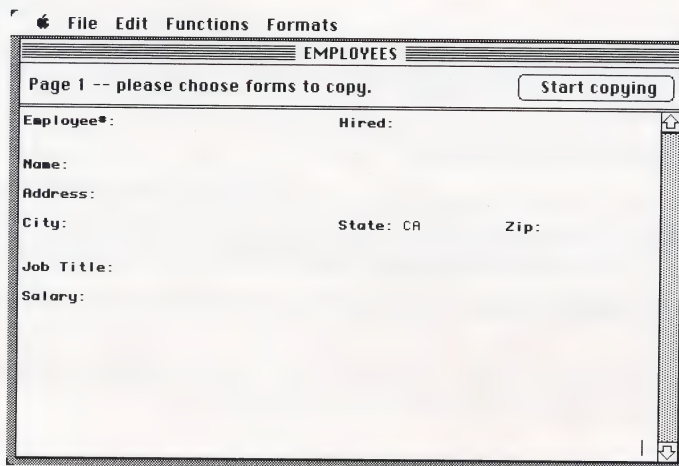 File Edit Functions Formats
EMPLOYEES
Page 1 -- please choose forms to copy. Start copying
Employee#: Hired:
Name:
Address:
City: State: CA Zip:
Job Title:
Salary: